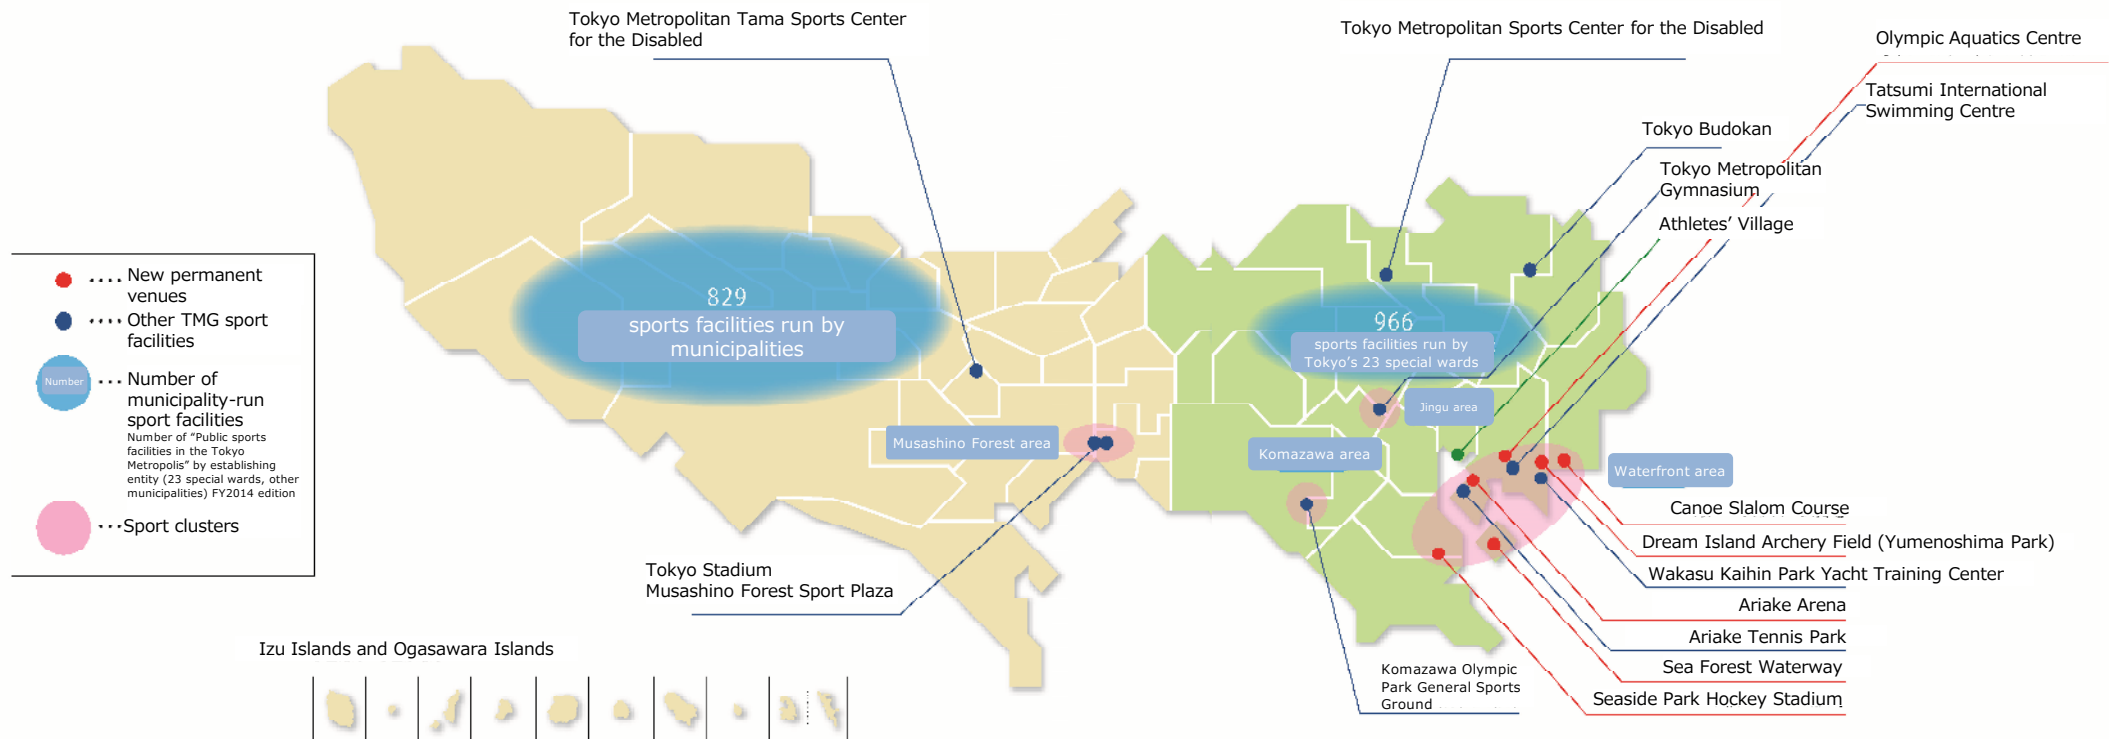 Tokyo Metropolitan Tama Sports Center
for the Disabled
Tokyo Metropolitan Sports Center for the Disabled
Olympic Aquatics Centre
Tatsumi International
Swimming Centre
Tokyo Budokan
Tokyo Metropolitan
Gymnasium
Athletes’ Village
New permanent
venues
Other TMG sport
facilities
Number
Number of
municipality-run
sport facilities
Number of “Public sports
facilities in the Tokyo
Metropolis” by establishing
entity (23 special wards, other
municipalities) FY2014 edition
Sport clusters
829
sports facilities run by
municipalities
966
sports facilities run by
Tokyo’s 23 special wards
Jingu area
Musashino Forest area
Komazawa area
Waterfront area
Canoe Slalom Course
Dream Island Archery Field (Yumenoshima Park)
Wakasu Kaihin Park Yacht Training Center
Ariake Arena
Ariake Tennis Park
Sea Forest Waterway
Seaside Park Hockey Stadium
Tokyo Stadium
Musashino Forest Sport Plaza
Komazawa Olympic
Park General Sports
Ground
Izu Islands and Ogasawara Islands